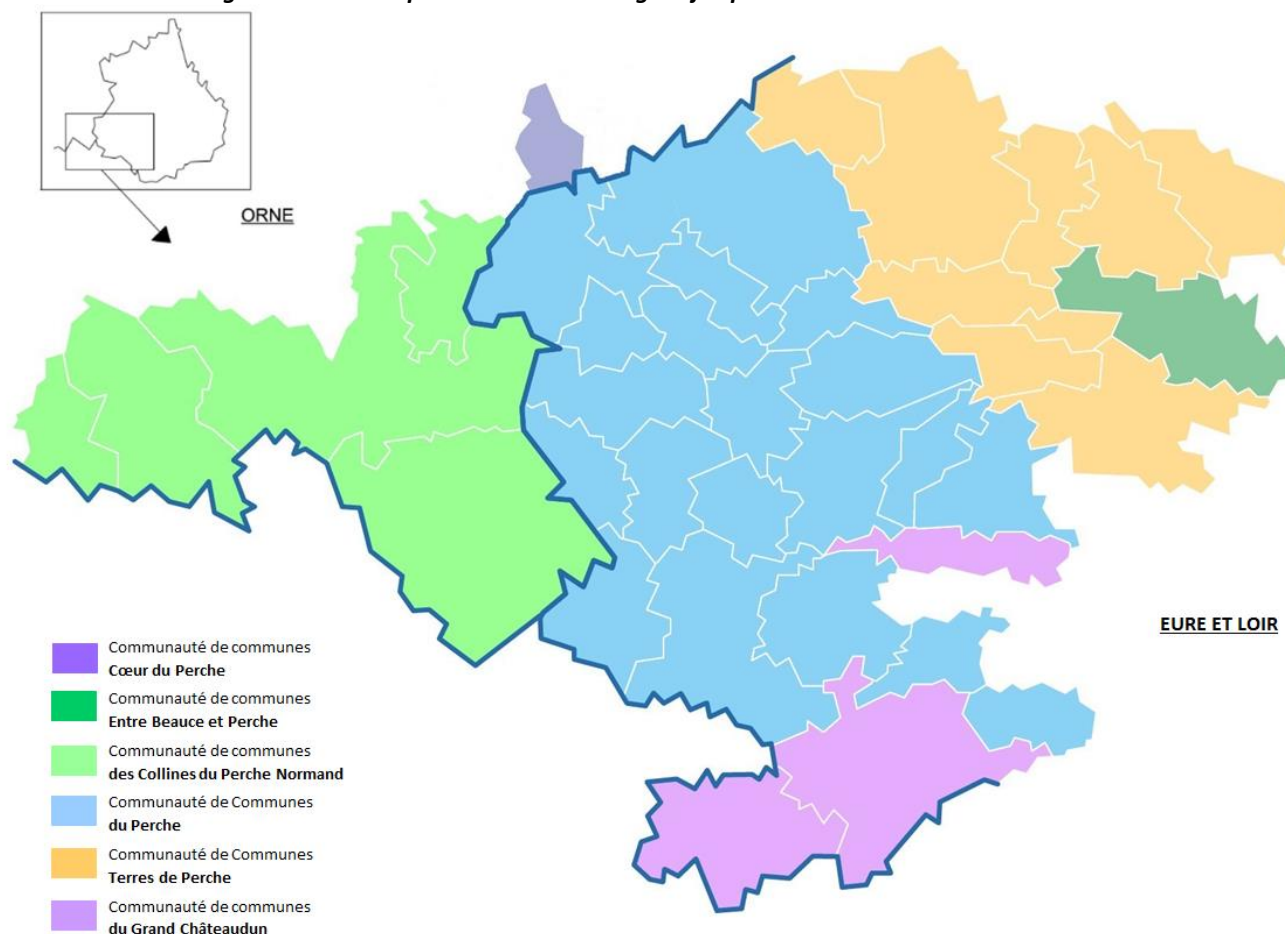 ORNE
EURE ET LOIR
Communauté de communes
Cœur du Perche
Communauté de communes
Entre Beauce et Perche
Communauté de communes
des Collines du Perche Normand
Communauté de Communes
du Perche
Communauté de Communes
Terres de Perche
Communauté de communes
du Grand Châteaudun